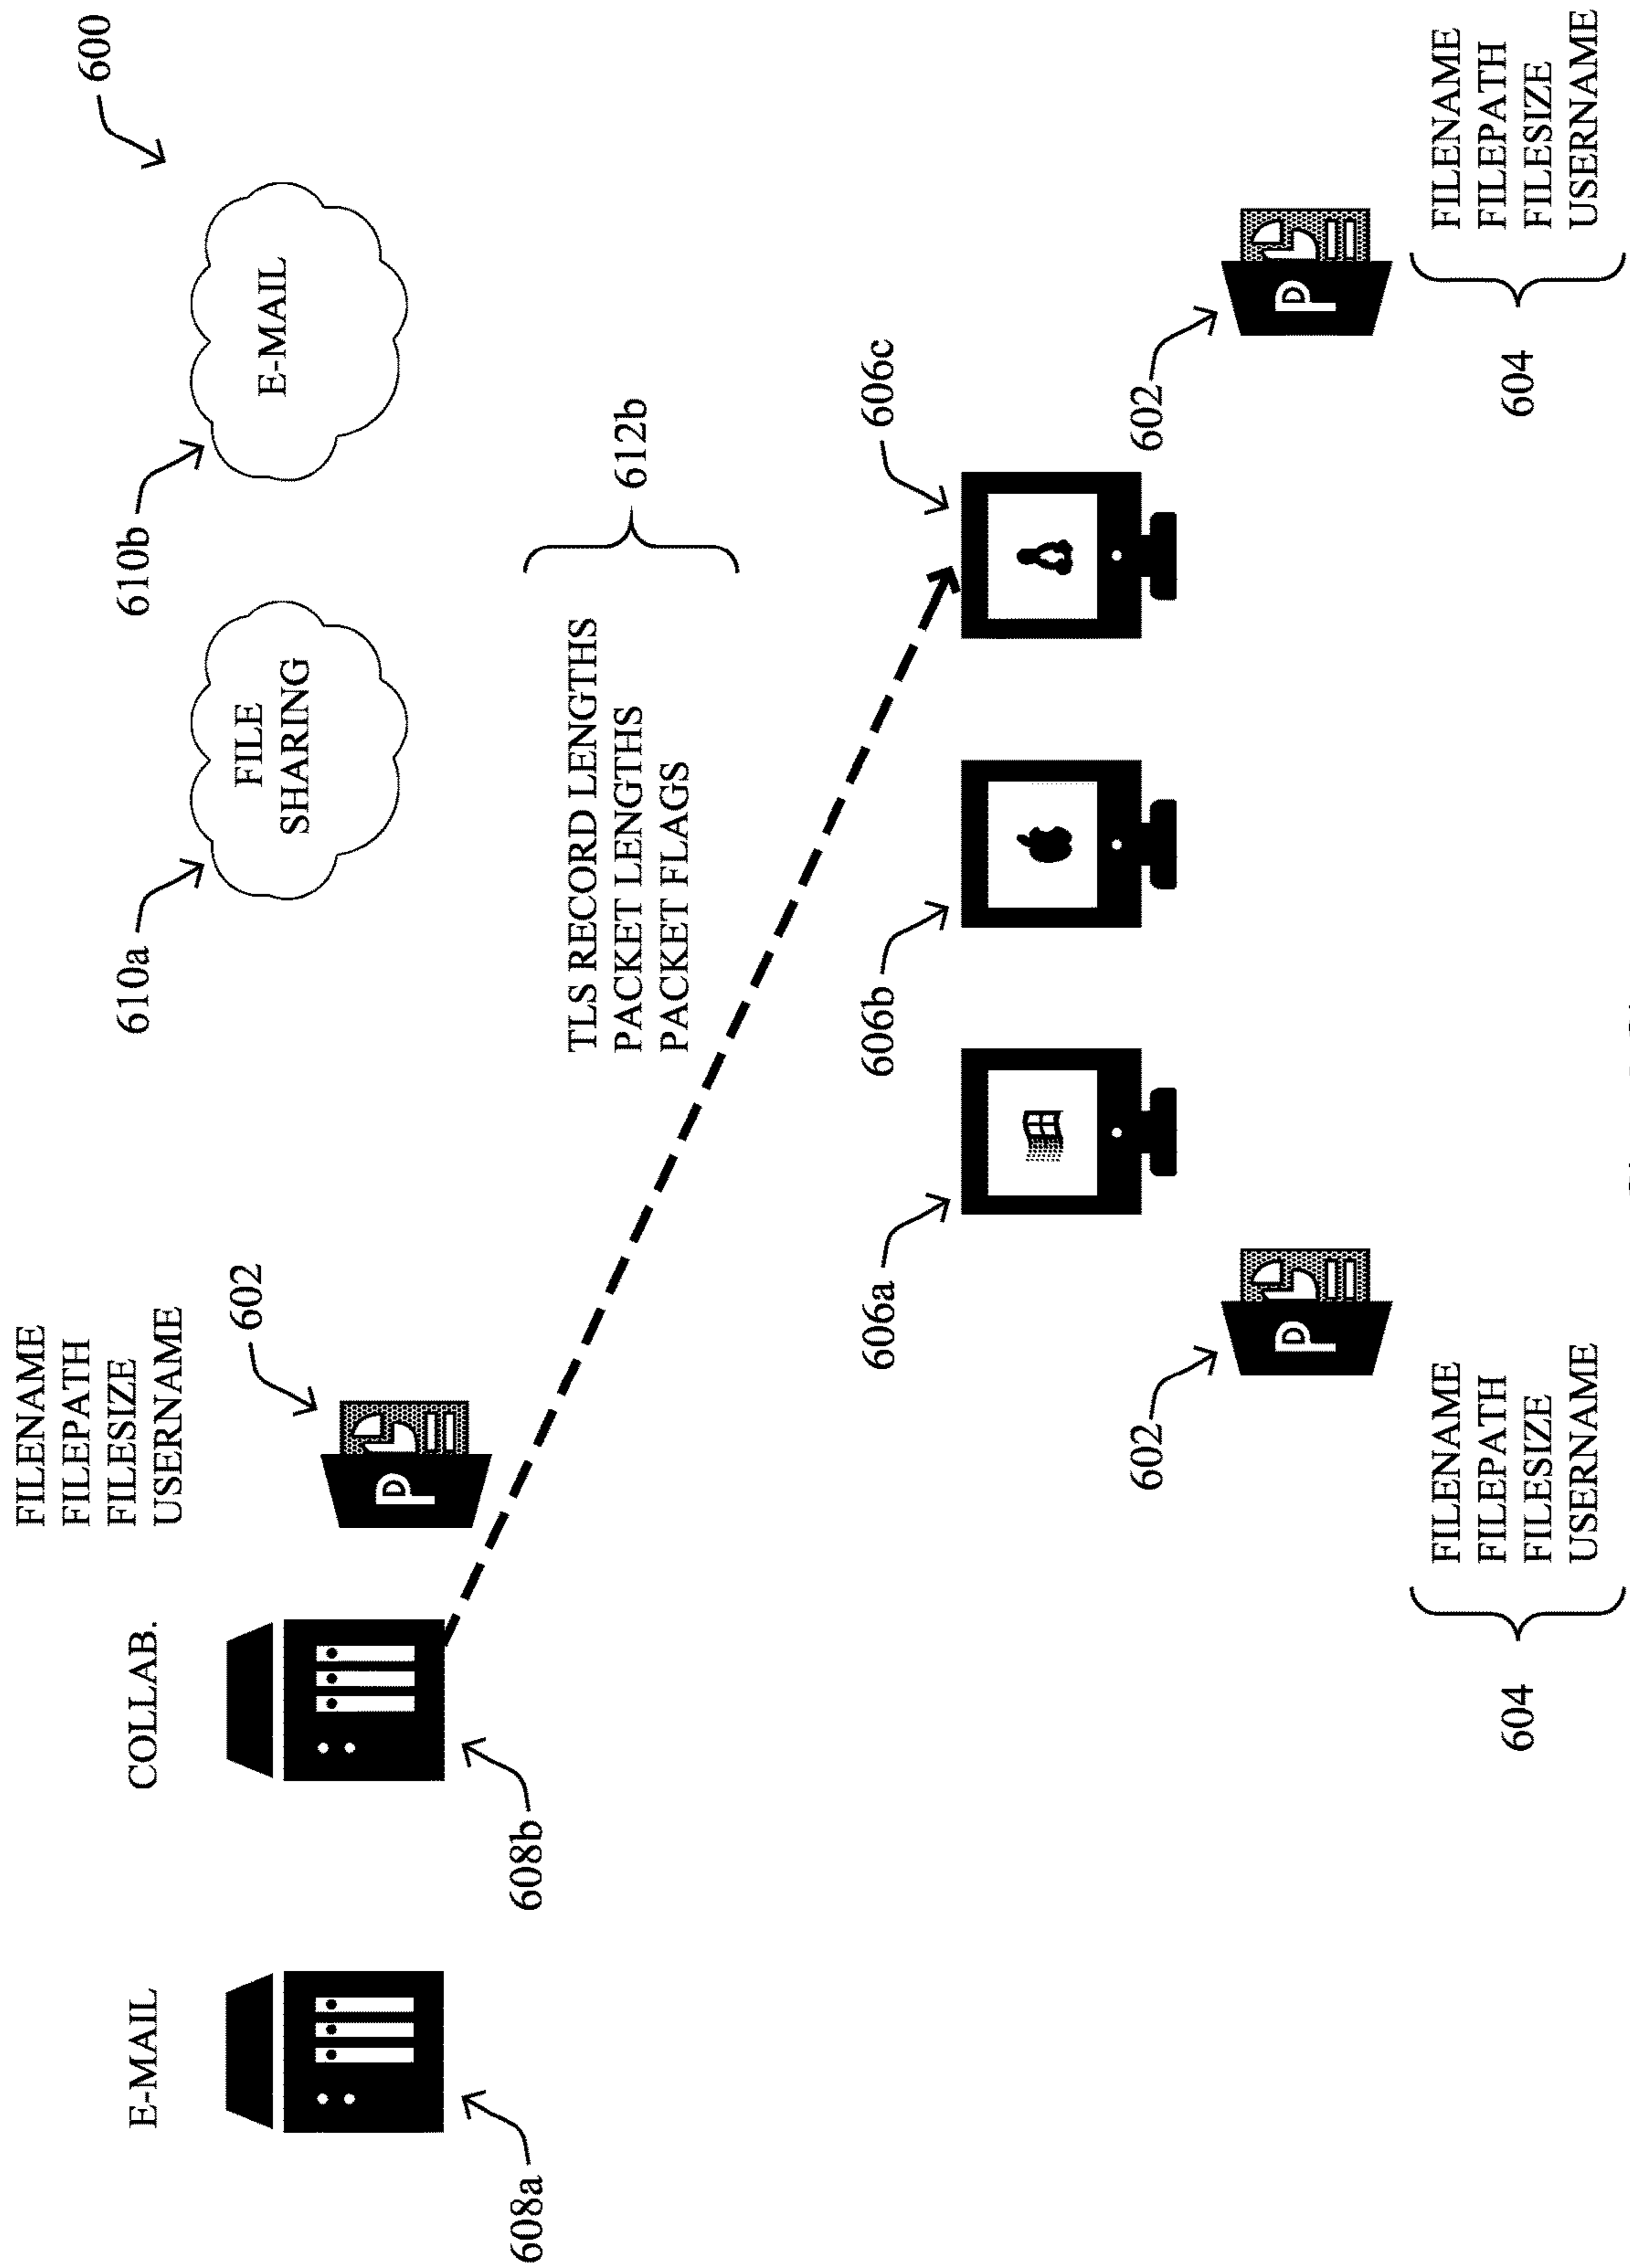 600
E-MAIL
COLLAB.
FILENAME
FILEPATH
FILESIZE
USERNAME
602
610a
FILE
SHARING
610b
E-MAIL
608a
608b
TLS RECORD LENGTHS
PACKET LENGTHS
PACKET FLAGS
612b
606a
606b
606c
602
P
P
602
P
604
FILENAME
FILEPATH
FILESIZE
USERNAME
604
FILENAME
FILEPATH
FILESIZE
USERNAME